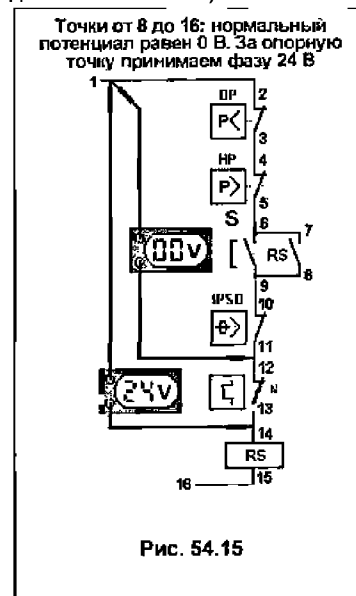 Точки от 8 до 16: нормальный
потенциал равен 0 В. За опорную
точку принимаем фазу 24 В
1
2
OP
P<
3
HP
4
P>
5
S
6
7
00v
RS
8
9
IPSD
10
11
12
24v
N
13
14
RS
15
16
Рис. 54.15